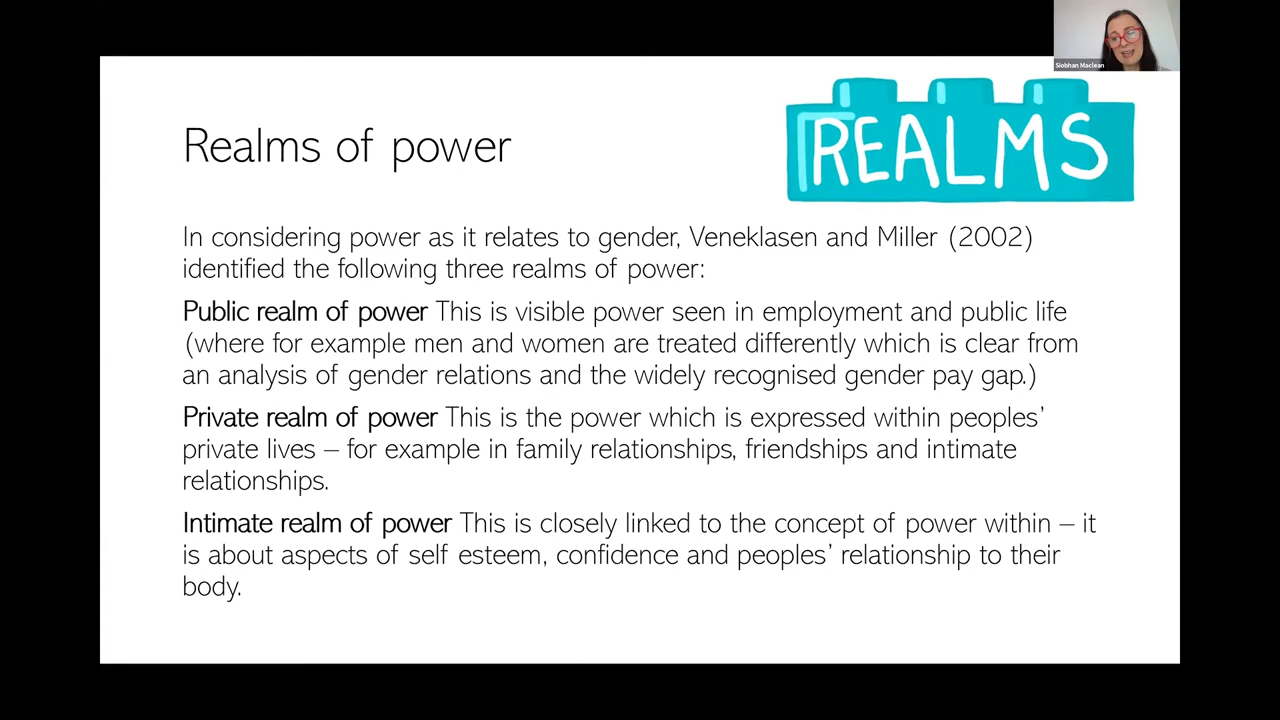 Siobhan Maclean
REALMS
Realms of power
In considering power as it relates to gender, Veneklasen and Miller (2002)
identified the following three realms of power:
Public realm of power This is visible power seen in employment and public life
(where for example men and women are treated differently which is clear from
an analysis of gender relations and the widely recognised gender pay gap.)
Private realm of power This is the power which is expressed within peoples’
private lives – for example in family relationships, friendships and intimate
relationships.
Intimate realm of power This is closely linked to the concept of power within – it
is about aspects of self esteem, confidence and peoples’ relationship to their
body.